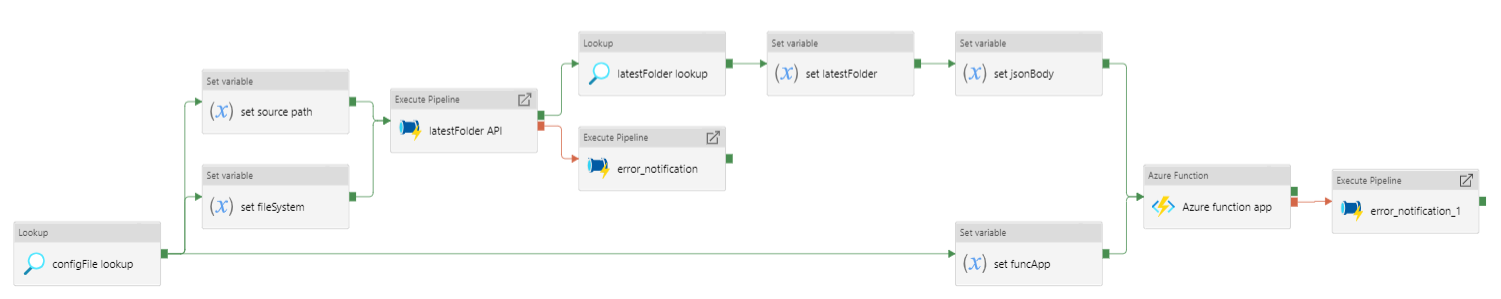 Lookup
configFile lookup
Set variable
(x) set source path
Set variable
(x) set fileSystem
Execute Pipeline
latestFolder API
Lookup
latestFolder lookup
Execute Pipeline
error_notification
Set variable
(x) set latestFolder
Set variable
(x) set jsonBody
Set variable
(x) set funcApp
Azure Function
Azure function app
Execute Pipeline
error_notification_1